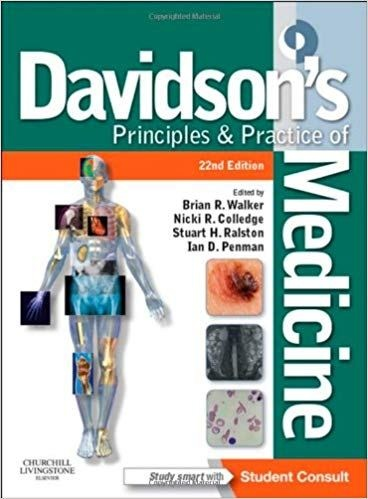 Davidson's
Principles & Practice of
Medicine
22nd Edition
Edited by
Brian R. Walker
Nicki R. Colledge
Stuart H. Ralston
Ian D. Penman
CHURCHILL
LIVINGSTONE
ELSEVIER
Study smart with
Student Consult